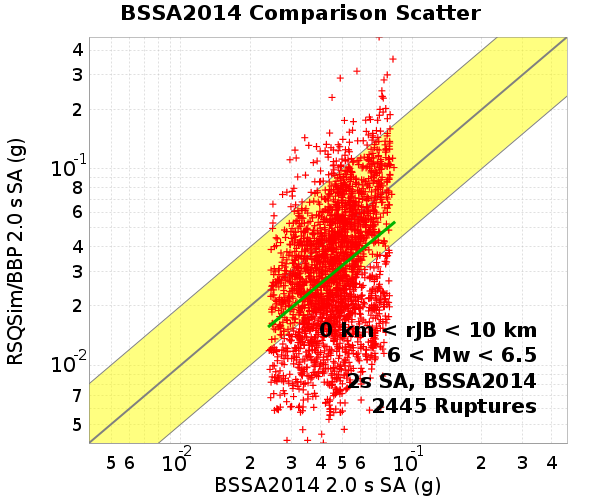 BSSA2014 Comparison Scatter
RSQSim/BBP 2.0 s SA (g)
4
3
2
10^-1
8
6
4
3
2
10^-2
7
5
0 km < rJB < 10 km
6 < Mw < 6.5
2s SA, BSSA2014
2445 Ruptures
5 6 10^-2 2 3 4 5 6 10^-1 2 3 4
BSSA2014 2.0 s SA (g)